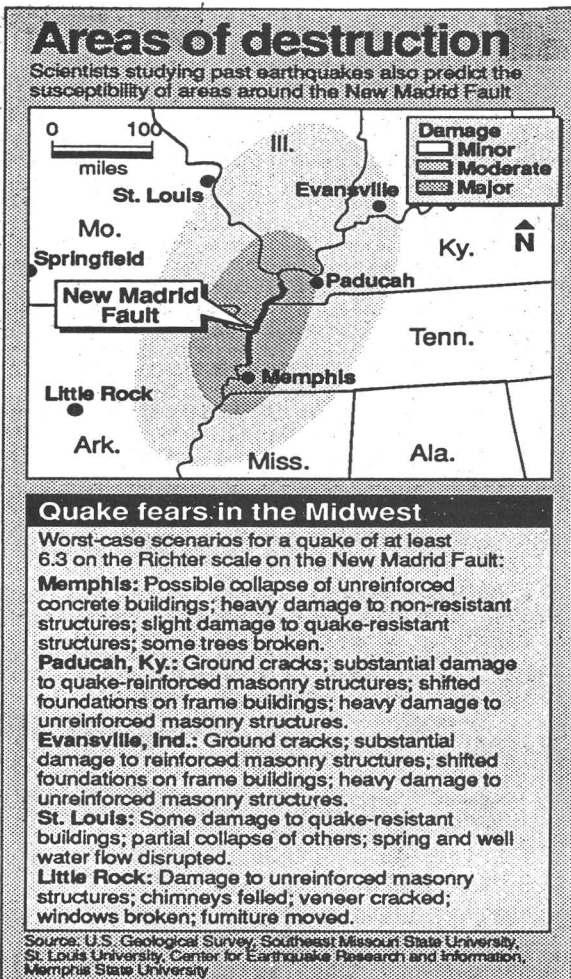 Areas of destruction
Scientists studying past earthquakes also predict the
susceptibility of areas around the New Madrid Fault
0 100
miles
Ill.
Damage
Minor
Moderate
Major
St. Louis
Evansville
Mo.
N
Springfield
Ky.
Paducah
New Madrid
Fault
Tenn.
Memphis
Little Rock
Ark.
Miss.
Ala.
Quake fears in the Midwest
Worst-case scenarios for a quake of at least
6.3 on the Richter scale on the New Madrid Fault:
Memphis: Possible collapse of unreinforced
concrete buildings; heavy damage to non-resistant
structures; slight damage to quake-resistant
structures; some trees broken.
Paducah, Ky.: Ground cracks; substantial damage
to quake-reinforced masonry structures; shifted
foundations on frame buildings; heavy damage to
unreinforced masonry structures.
Evansville, Ind.: Ground cracks; substantial
damage to reinforced masonry structures; shifted
foundations on frame buildings; heavy damage to
unreinforced masonry structures.
St. Louis: Some damage to quake-resistant
buildings; partial collapse of others; spring and well
water flow disrupted.
Little Rock: Damage to unreinforced masonry
structures; chimneys felled; veneer cracked;
windows broken; furniture moved.
Source: U.S. Geological Survey, Southeast Missouri State University,
St. Louis University, Center for Earthquake Research and Information,
Memphis State University